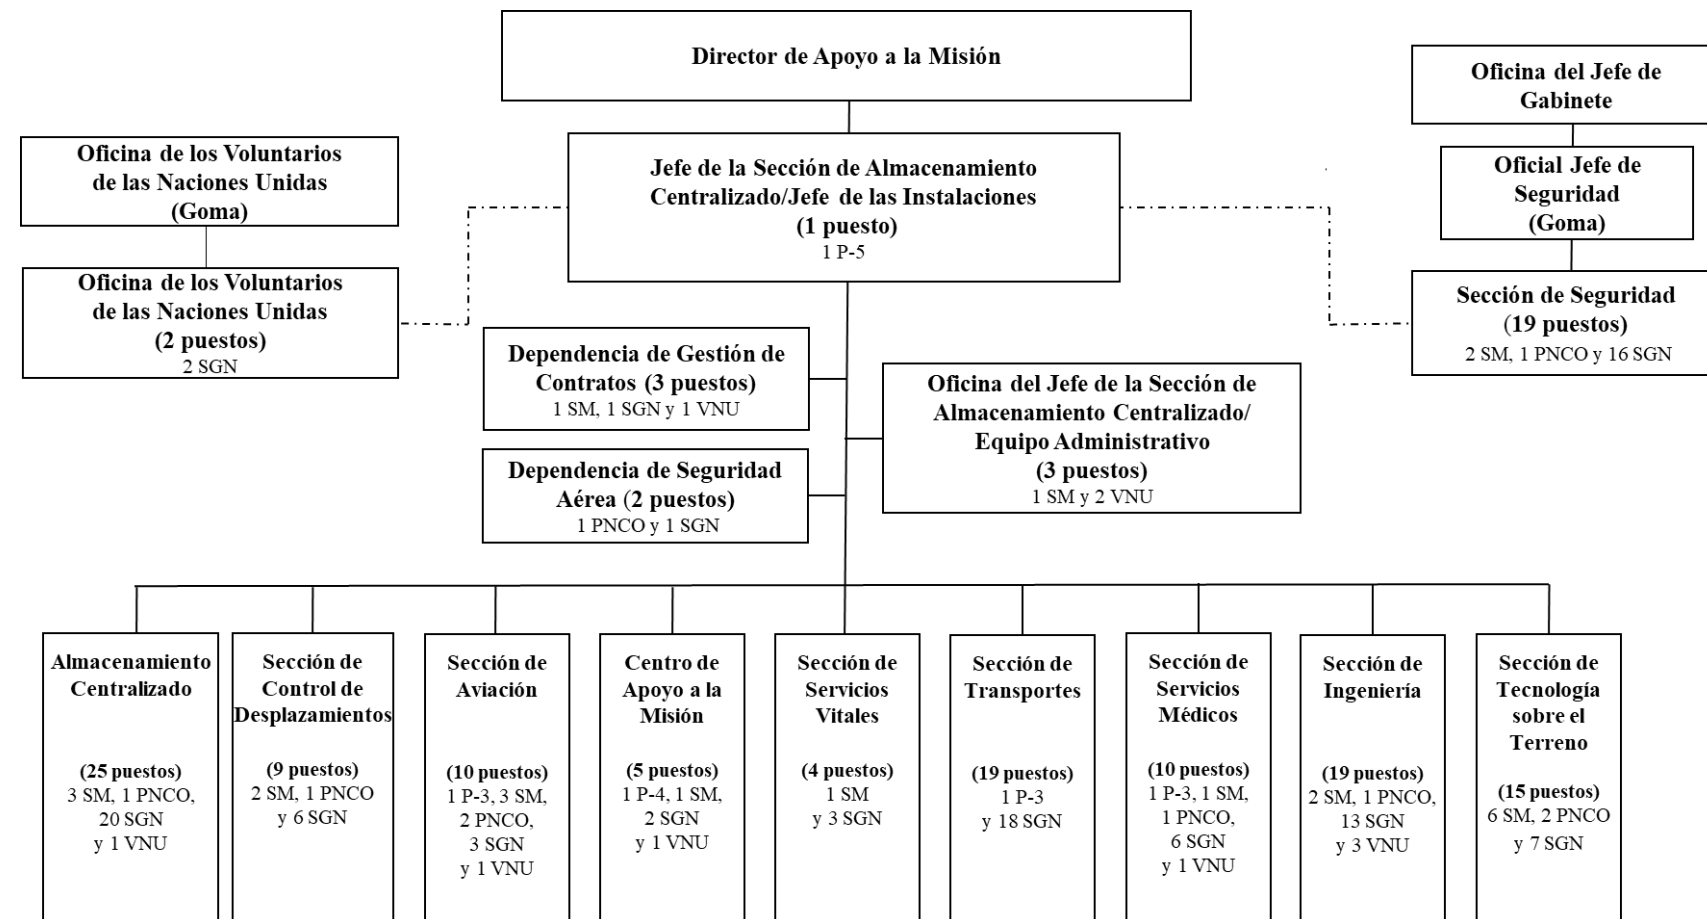 Director de Apoyo a la Misión
Oficina del Jefe de
Gabinete
Oficina de los Voluntarios
de las Naciones Unidas
(Goma)
Jefe de la Sección de Almacenamiento
Centralizado/Jefe de las Instalaciones
(1 puesto)
1 P-5
Oficial Jefe de
Seguridad
(Goma)
Oficina de los Voluntarios
de las Naciones Unidas
(2 puestos)
2 SGN
Sección de Seguridad
(19 puestos)
2 SM, 1 PNCO y 16 SGN
Dependencia de Gestión de
Contratos (3 puestos)
1 SM, 1 SGN y 1 VNU
Oficina del Jefe de la Sección de
Almacenamiento Centralizado/
Equipo Administrativo
(3 puestos)
1 SM y 2 VNU
Dependencia de Seguridad
Aérea (2 puestos)
1 PNCO y 1 SGN
Almacenamiento
Centralizado
(25 puestos)
3 SM, 1 PNCO,
20 SGN
y 1 VNU
Sección de
Control de
Desplazamientos
(9 puestos)
2 SM, 1 PNCO
y 6 SGN
Sección de
Aviación
(10 puestos)
1 P-3, 3 SM,
2 PNCO,
3 SGN
y 1 VNU
Centro de
Apoyo a la
Misión
(5 puestos)
1 P-4, 1 SM,
2 SGN
y 1 VNU
Sección de
Servicios
Vitales
(4 puestos)
1 SM
y 3 SGN
Sección de
Transportes
(19 puestos)
1 P-3
y 18 SGN
Sección de
Servicios
Médicos
(10 puestos)
1 P-3, 1 SM,
1 PNCO,
6 SGN
y 1 VNU
Sección de
Ingeniería
(19 puestos)
2 SM, 1 PNCO,
13 SGN
y 3 VNU
Sección de
Tecnología
sobre el
Terreno
(15 puestos)
6 SM, 2 PNCO
y 7 SGN